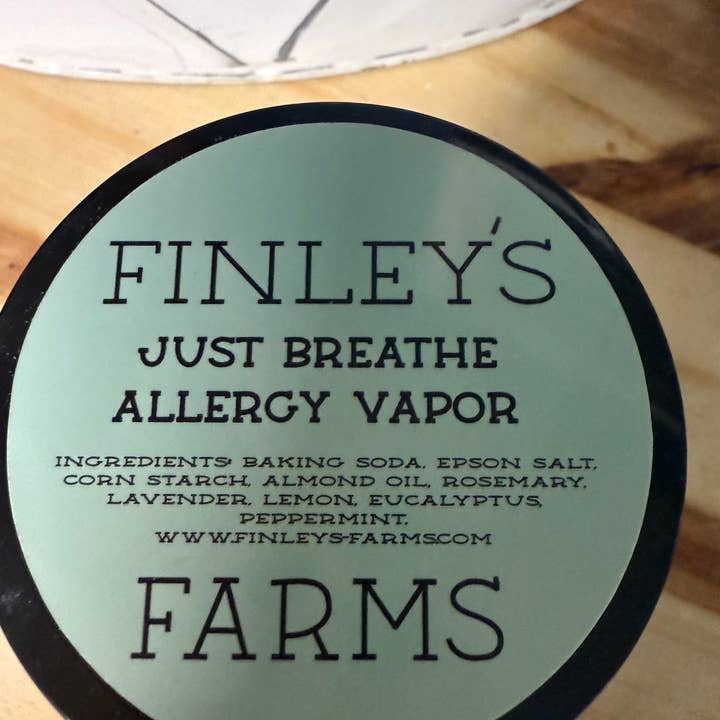 FINLEY'S
JUST BREATHE
ALLERGY VAPOR
INGREDIENTS: BAKING SODA, EPSON SALT,
CORN STARCH, ALMOND OIL, ROSEMARY,
LAVENDER, LEMON, EUCALYPTUS,
PEPPERMINT.
WWW.FINLEYS-FARMS.COM
FARMS